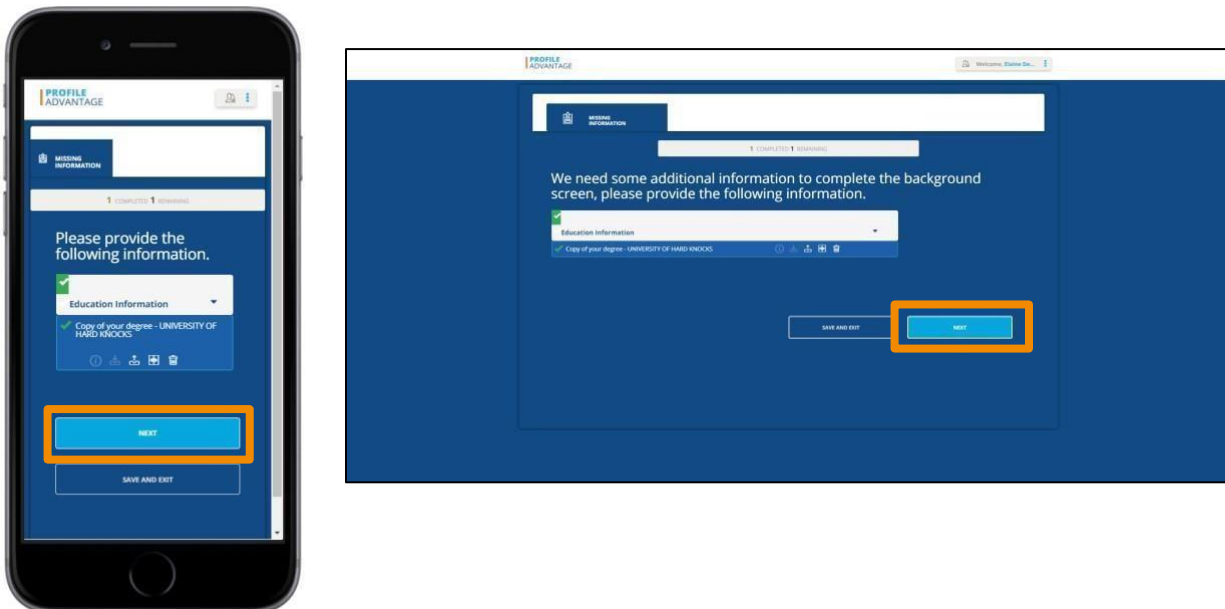 PROFILE
ADVANTAGE
MISSING
INFORMATION
1 COMPLETED 1 REMAINING
Please provide the
following information.
Education Information
Copy of your degree - UNIVERSITY OF
HARD KNOCKS
NEXT
SAVE AND EXIT
PROFILE
ADVANTAGE
Welcome, Elaine De...
MISSING
INFORMATION
1 COMPLETED 1 REMAINING
We need some additional information to complete the background
screen, please provide the following information.
Education Information
Copy of your degree - UNIVERSITY OF HARD KNOCKS
SAVE AND EXIT
NEXT